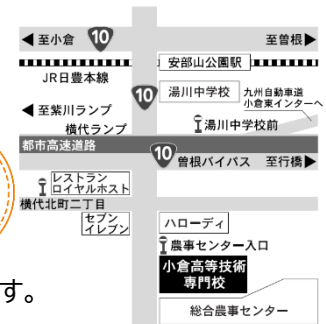 ◀至小倉 10 至曽根▶
安部山公園駅
JR日豊本線
10 湯川中学校
九州自動車道
小倉東インターへ
◀至紫川ランプ
横代ランプ
湯川中学校前
都市高速道路
10 曽根バイパス 至行橋▶
レストラン
ロイヤルホスト
横代北町二丁目
セブン
イレブン
ハローディ
農事センター入口
小倉高等技術
専門校
す。
総合農事センター